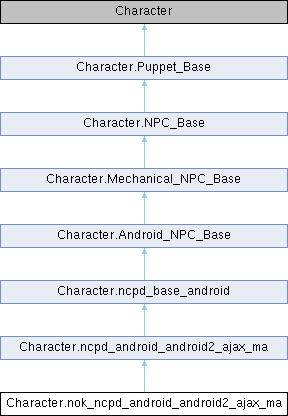 Character
Character.Puppet_Base
Character.NPC_Base
Character.Mechanical_NPC_Base
Character.Android_NPC_Base
Character.ncpd_base_android
Character.ncpd_android_android2_ajax_ma
Character.nok_ncpd_android_android2_ajax_ma